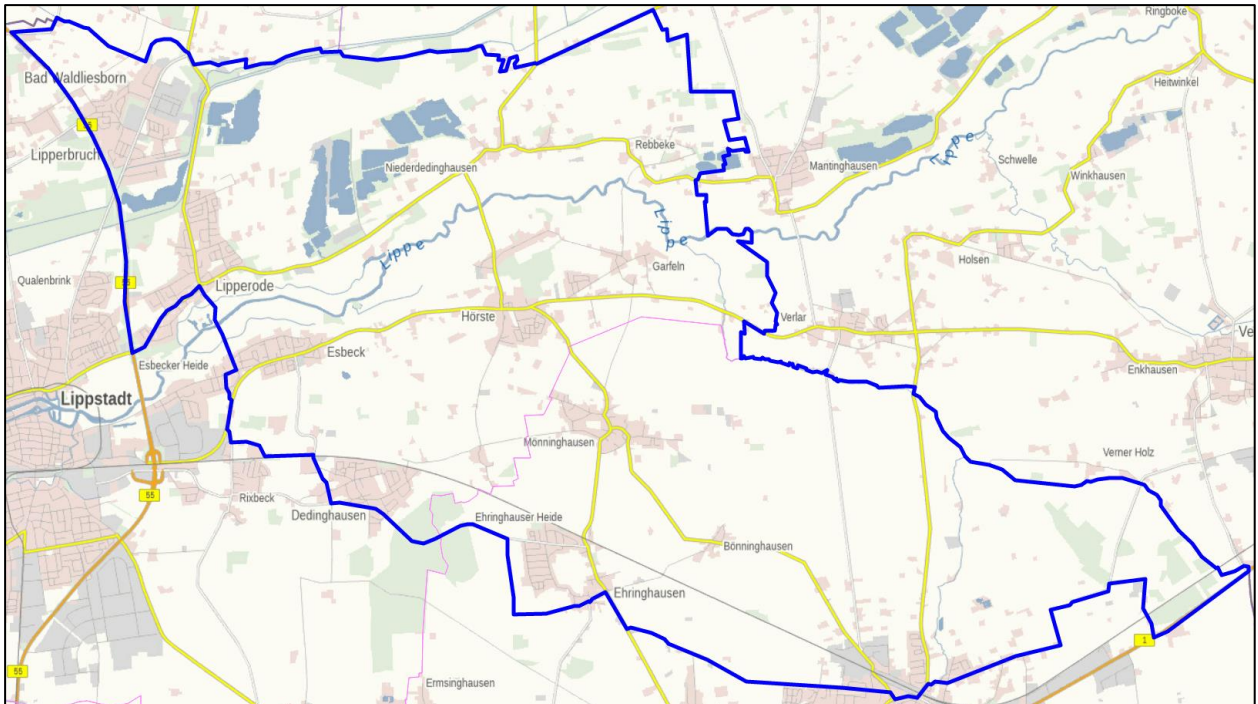 Ringboke
Bad Waldliesborn
Heitwinkel
55
Lipperbruch
Rebbeke
Lippe
Niederdedinghausen
Mantinghausen
Schwelle
Winkhausen
Lippe
Lippe
Garfeln
Holsen
Qualenbrink
55
Lipperode
Hörste
Verlar
Ve
Esbeck
Esbecker Heide
Enkhausen
Lippstadt
Mönninghausen
Verner Holz
55
Rixbeck
Dedinghausen
Ehringhauser Heide
Bönninghausen
Ehringhausen
1
55
Ermsinghausen